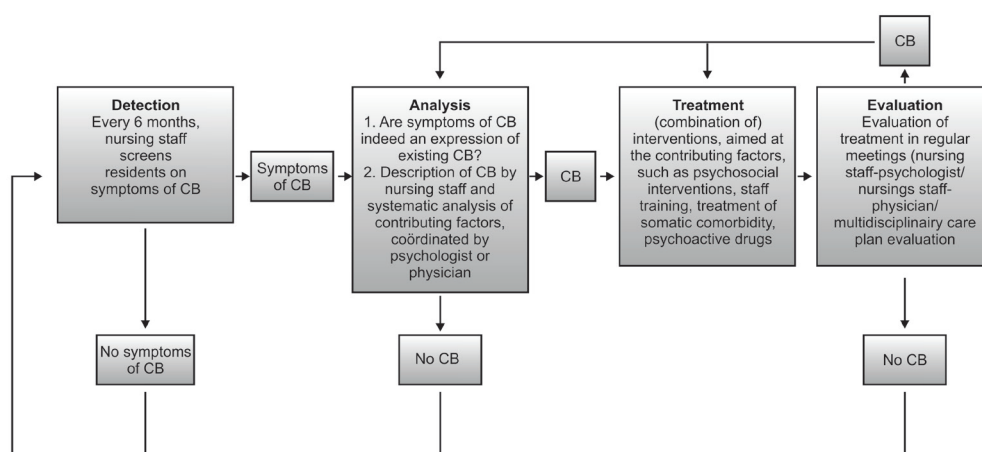 CB
Detection
Every 6 months,
nursing staff
screens
residents on
symptoms of CB
Symptoms
of CB
Analysis
1. Are symptoms of CB
indeed an expression of
existing CB?
2. Description of CB by
nursing staff and
systematic analysis of
contributing factors,
coördinated by
psychologist or
physician
CB
Treatment
(combination of)
interventions, aimed at
the contributing factors,
such as psychosocial
interventions, staff
training, treatment of
somatic comorbidity,
psychoactive drugs
Evaluation
Evaluation of
treatment in regular
meetings (nursing
staff-psychologist/
nursings staff-
physician/
multidisciplinairy care
plan evaluation
No symptoms
of CB
No CB
No CB